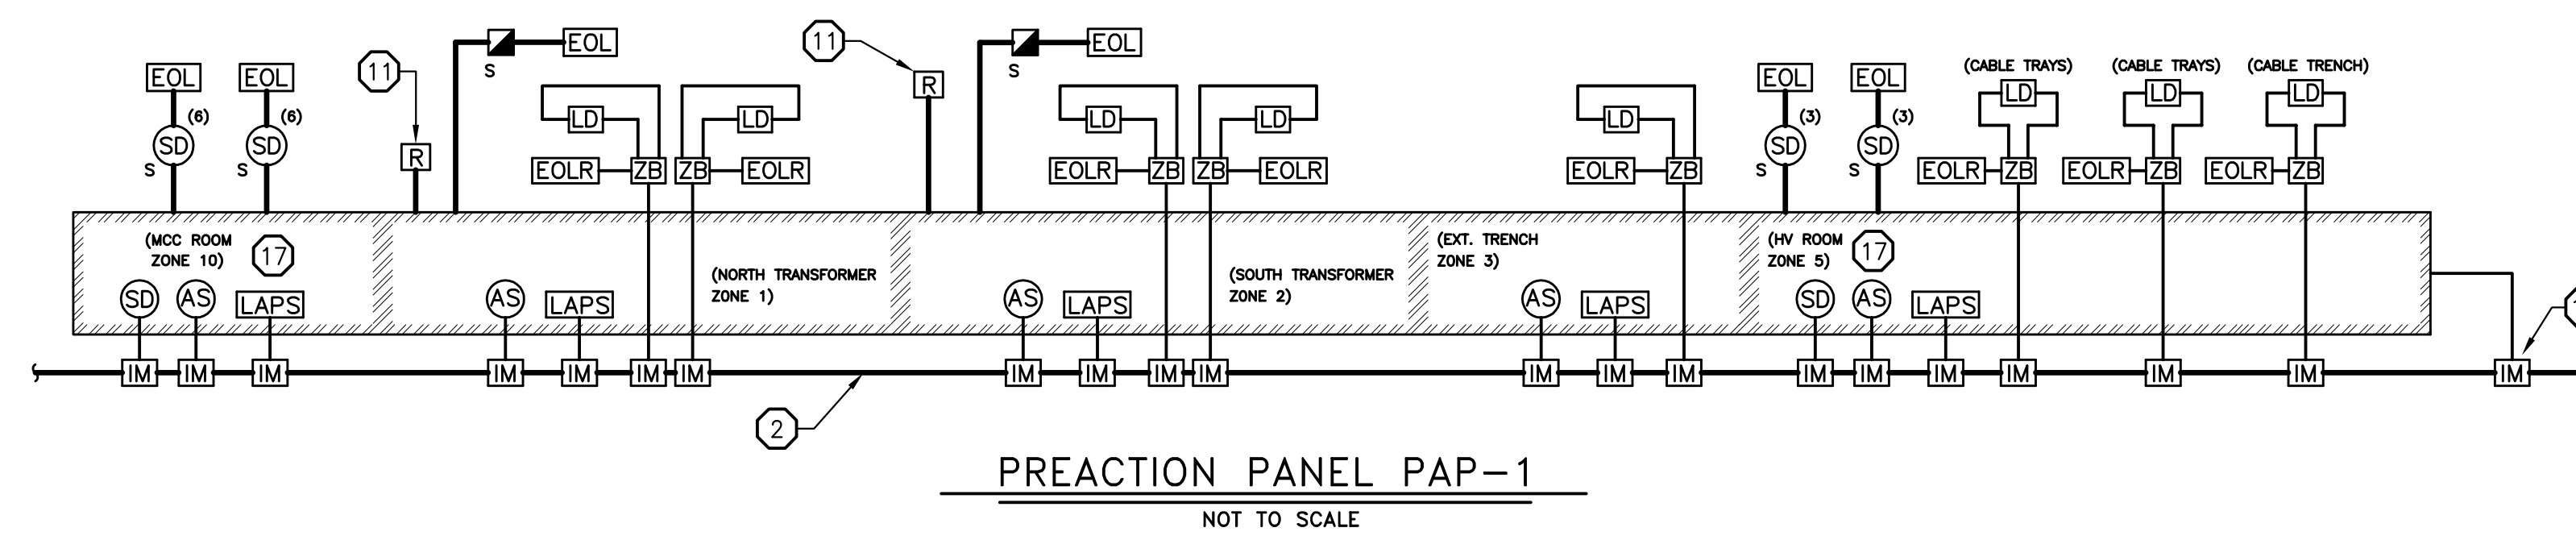 EOL EOL
(6) (6)
SD SD
S S
11
R
EOL
S
LD LD
EOLR ZB ZB EOLR
11
R
EOL
S
LD LD
EOLR ZB ZB EOLR
LD
EOLR ZB
EOL EOL
(3) (3)
SD SD
S S
(CABLE TRAYS) (CABLE TRAYS) (CABLE TRENCH)
LD LD LD
EOLR ZB EOLR ZB EOLR ZB
(MCC ROOM
ZONE 10)
17
SD AS LAPS
(NORTH TRANSFORMER
ZONE 1)
AS LAPS
(SOUTH TRANSFORMER
ZONE 2)
AS LAPS
(EXT. TRENCH
ZONE 3)
AS LAPS
(HV ROOM
ZONE 5)
17
SD AS LAPS
IM IM IM IM IM IM IM IM IM IM IM IM IM IM IM IM IM IM IM IM IM
2
PREACTION PANEL PAP-1
NOT TO SCALE